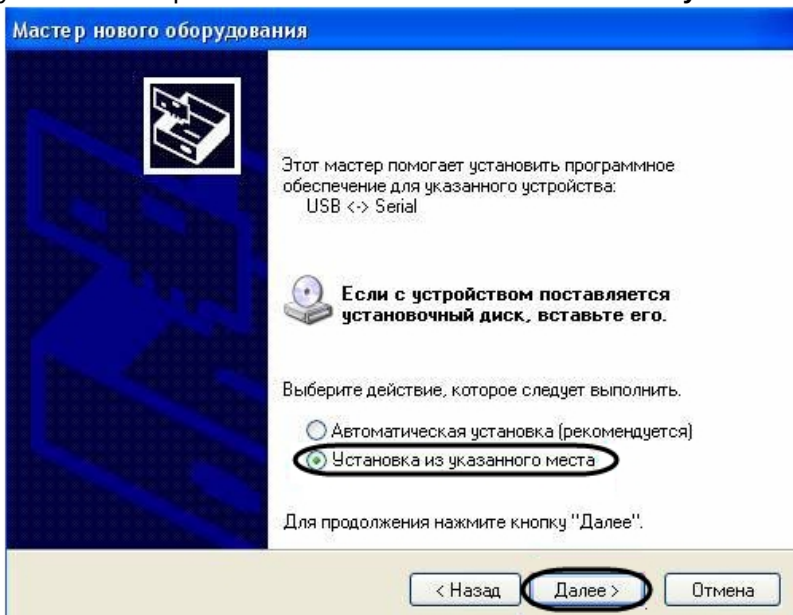 Мастер нового оборудования
Этот мастер помогает установить программное
обеспечение для указанного устройства:
USB <-> Serial
Если с устройством поставляется
установочный диск, вставьте его.
Выберите действие, которое следует выполнить.
Автоматическая установка (рекомендуется)
Установка из указанного места
Для продолжения нажмите кнопку "Далее".
< Назад
Далее >
Отмена